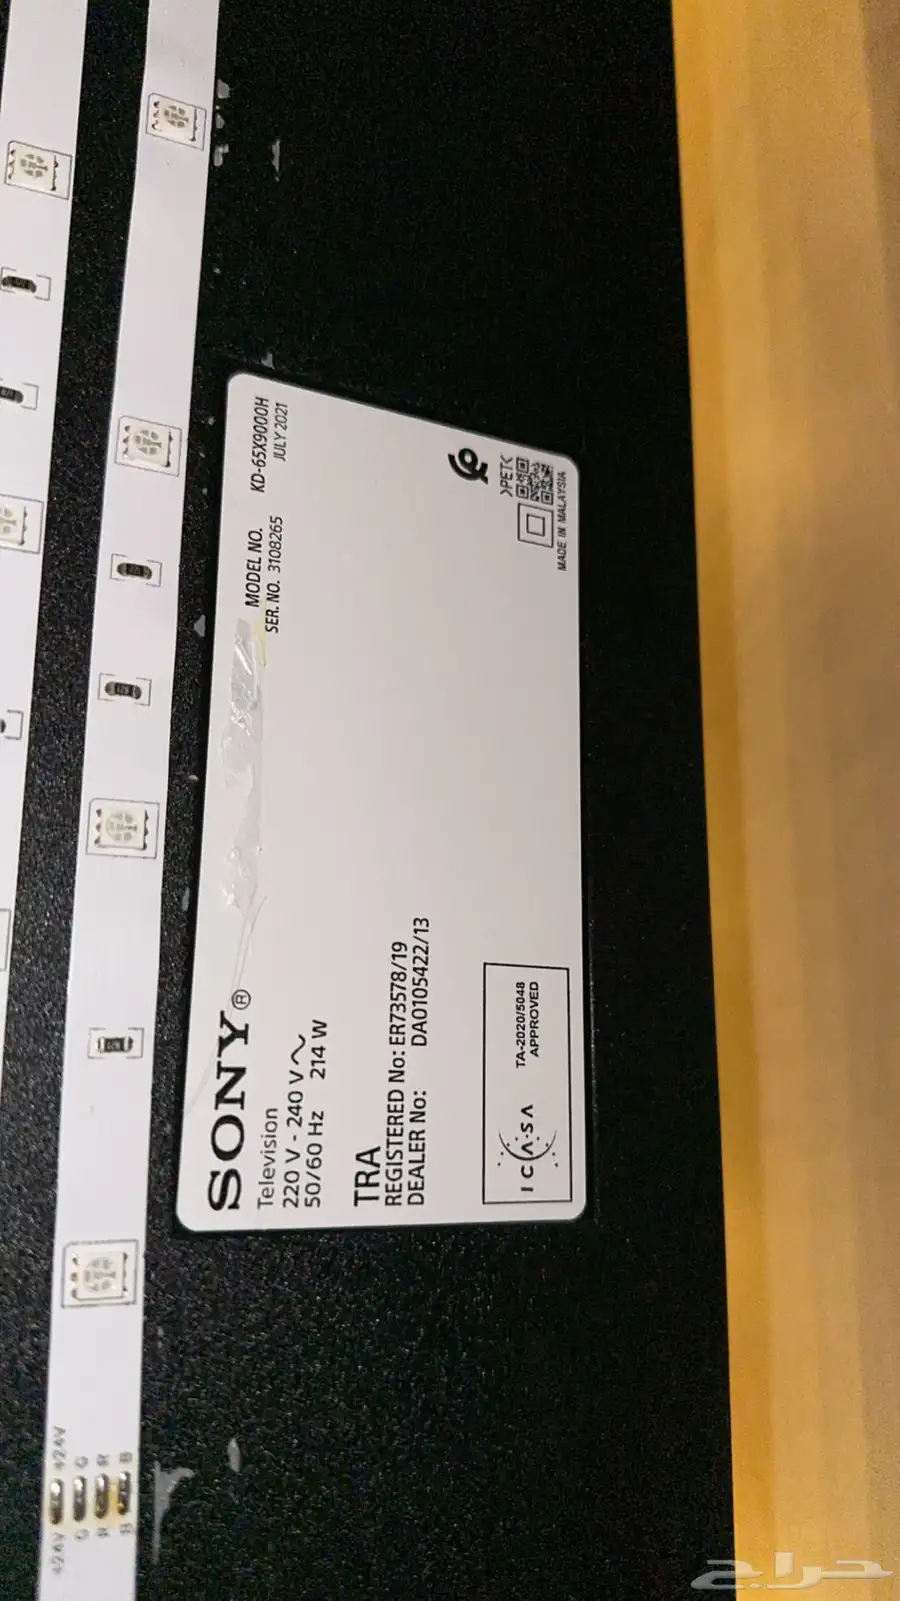 SONY®
Television
220 V - 240 V ~
50/60 Hz 214 W
MODEL NO. KD-65X9000H
SER. NO. 3108265 JULY 2021
TRA
REGISTERED No: ER73578/19
DEALER No: DA0105422/13
ICASA
TA-2020/5048
APPROVED
>PET<
MADE IN MALAYSIA
+24V +24V
G G
R R
B B
حراج